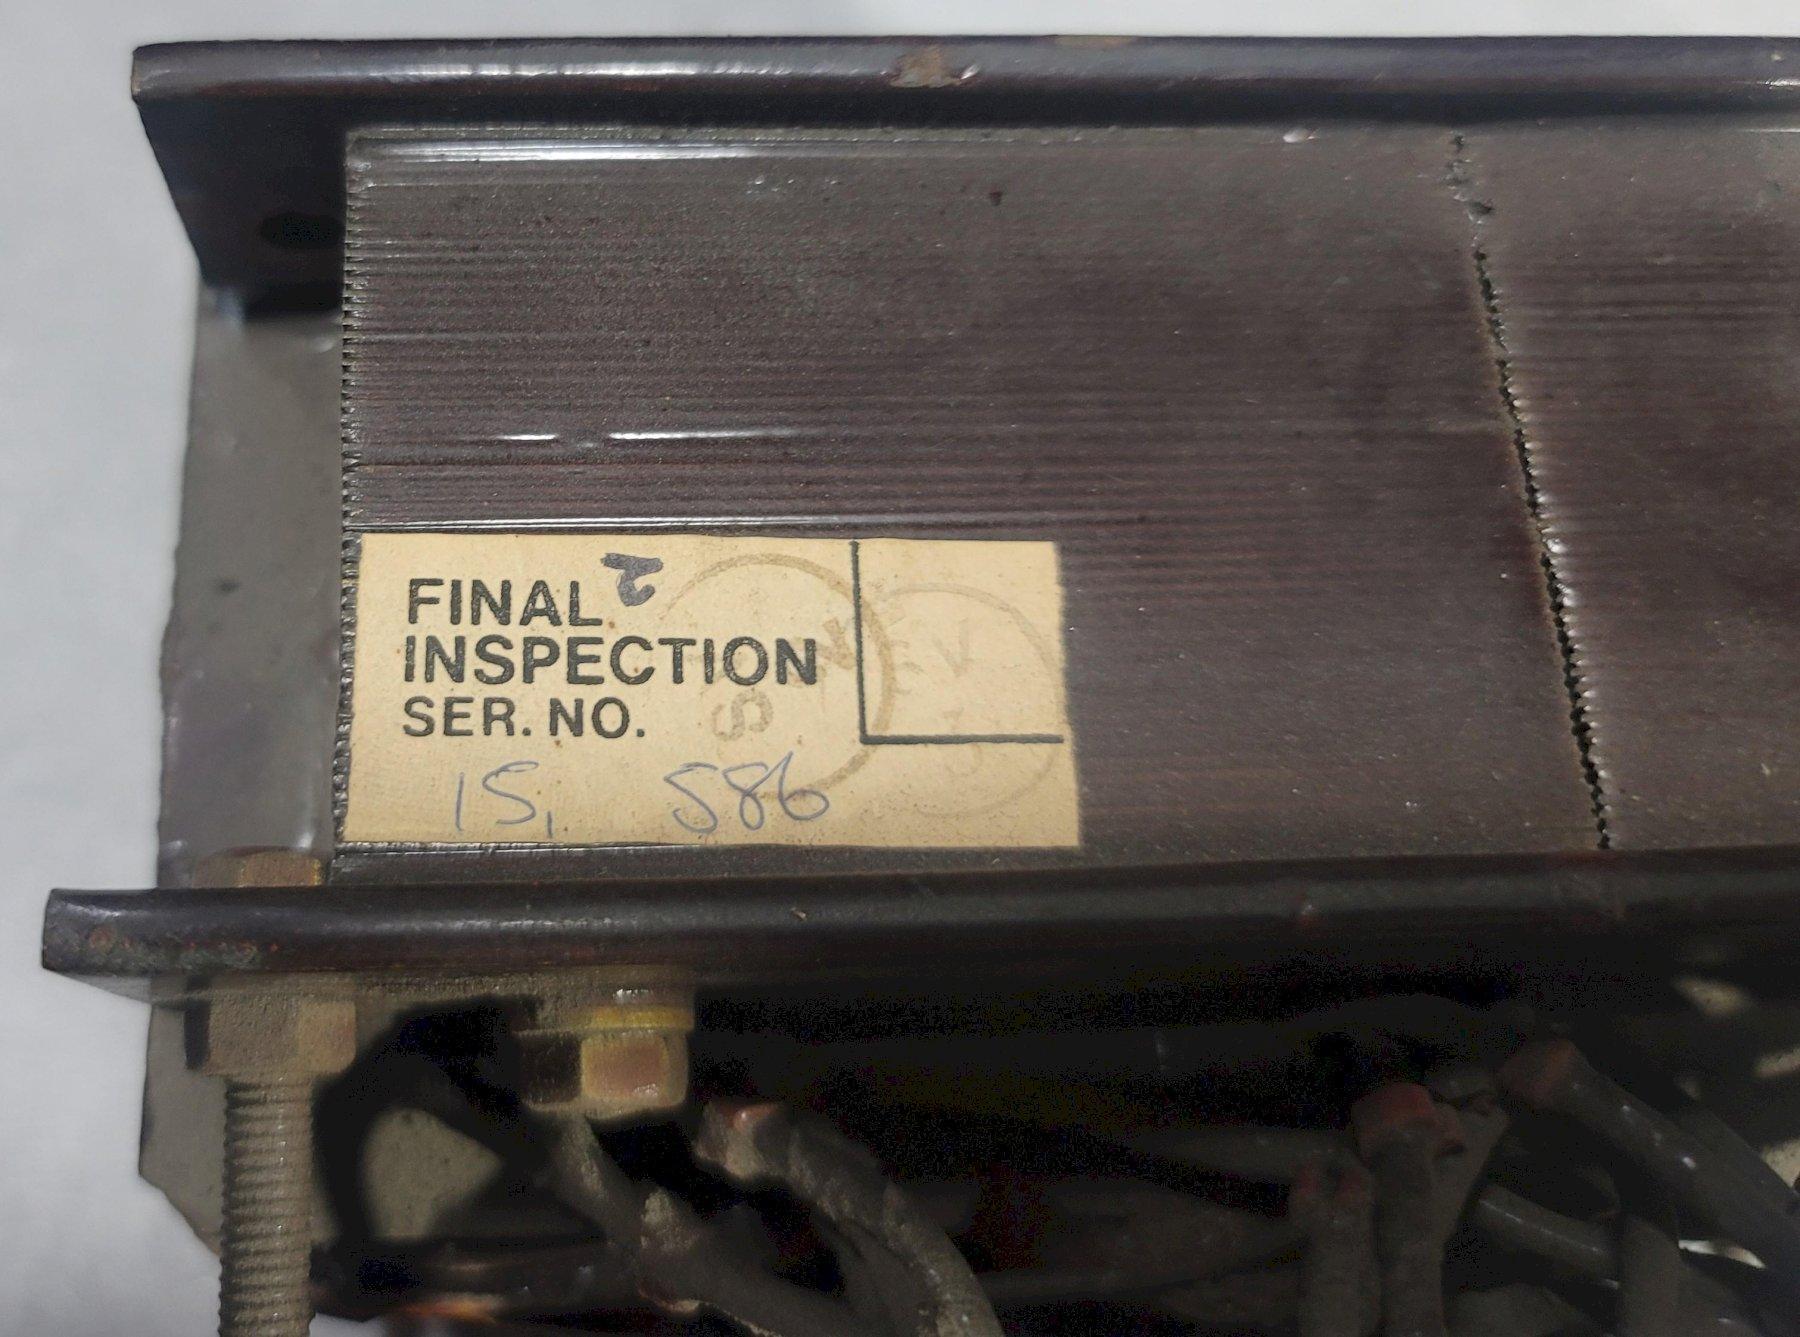 FINAL
INSPECTION
SER. NO.
15, 586